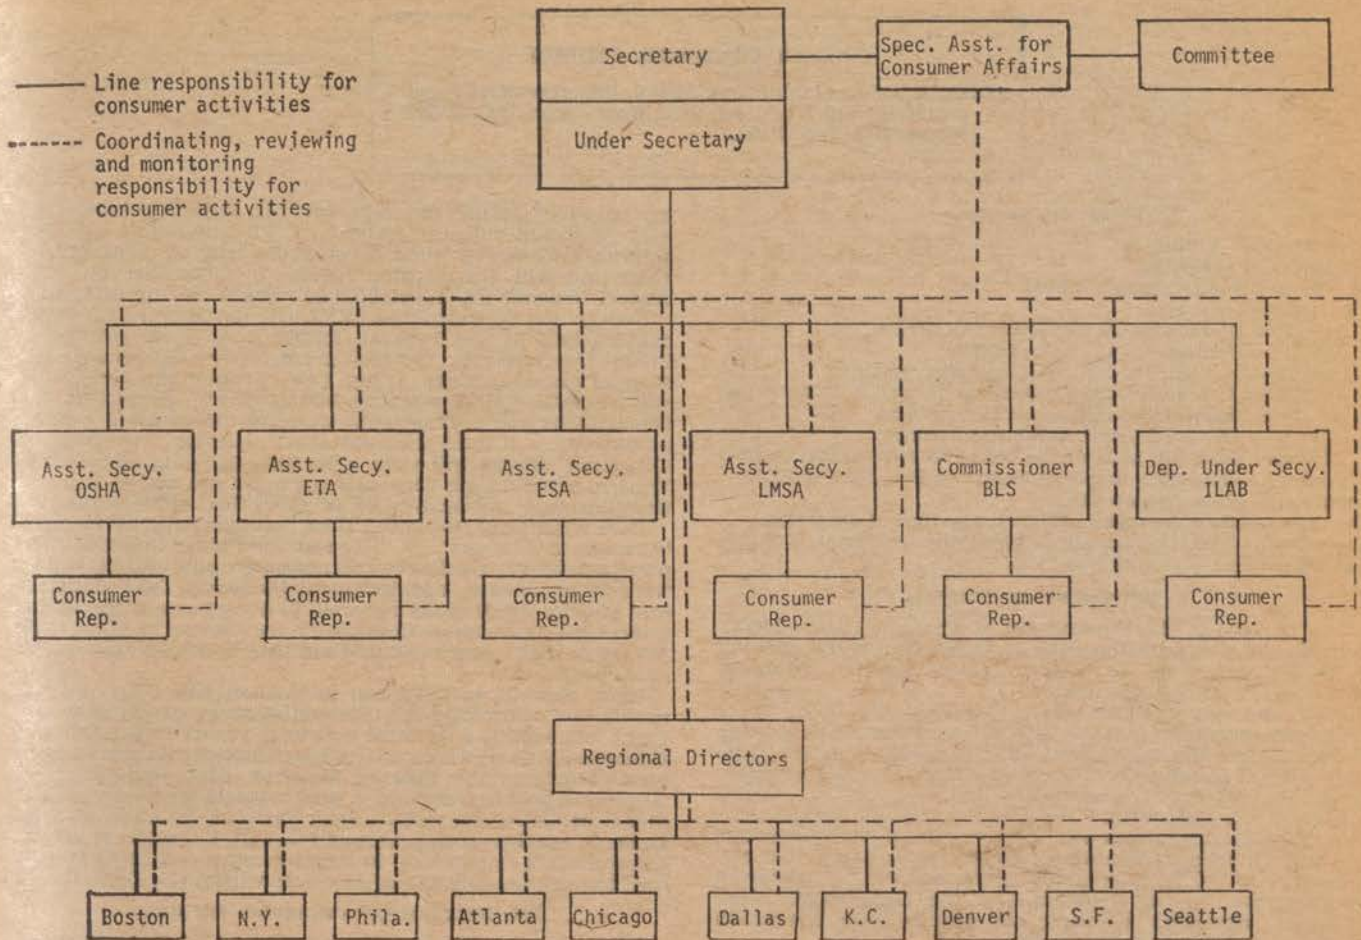 Secretary
Under Secretary
Spec. Asst. for
Consumer Affairs
Committee
Line responsibility for
consumer activities
Coordinating, reviewing
and monitoring
responsibility for
consumer activities
Asst. Secy.
OSHA
Asst. Secy.
ETA
Asst. Secy.
ESA
Asst. Secy.
LMSA
Commissioner
BLS
Dep. Under Secy.
ILAB
Consumer
Rep.
Consumer
Rep.
Consumer
Rep.
Consumer
Rep.
Consumer
Rep.
Consumer
Rep.
Regional Directors
Boston
N.Y.
Phila.
Atlanta
Chicago
Dallas
K.C.
Denver
S.F.
Seattle